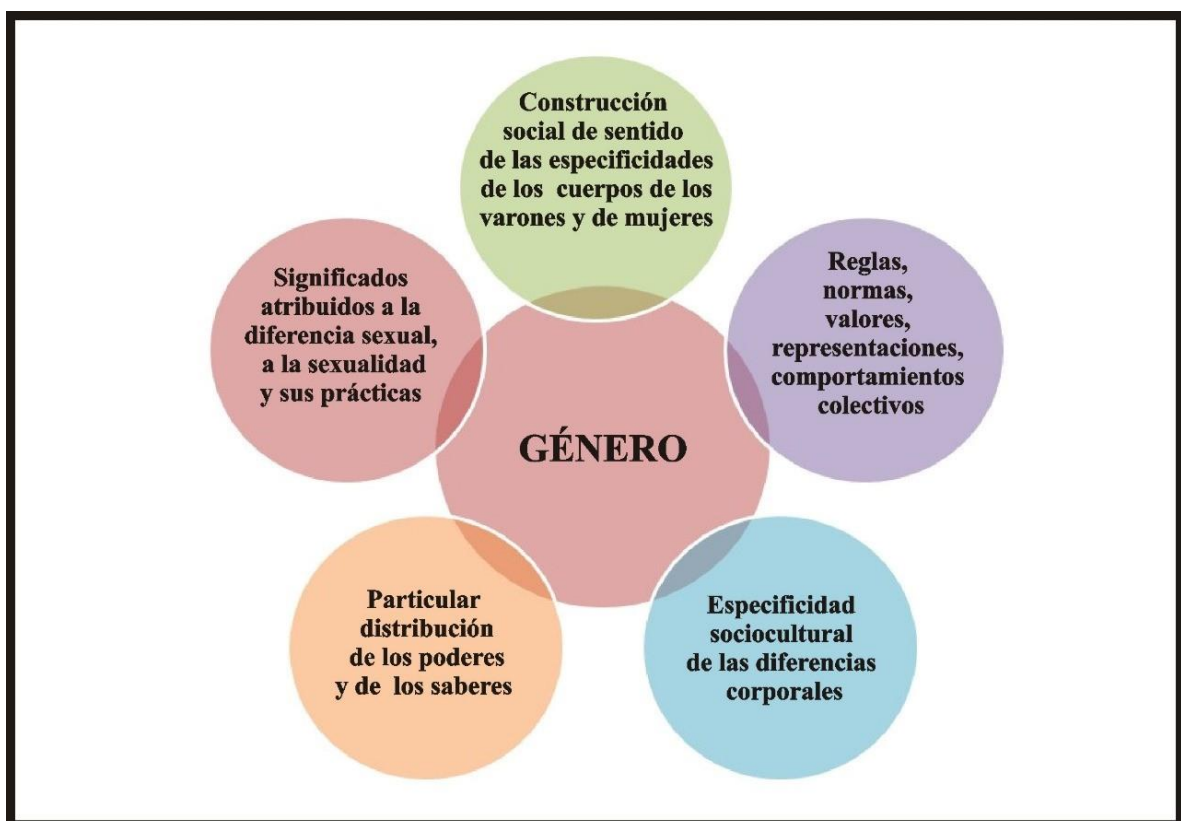 Construcción
social de sentido
de las especificidades
de los cuerpos de los
varones y de mujeres
Significados
atribuidos a la
diferencia sexual,
a la sexualidad
y sus prácticas
Reglas,
normas,
valores,
representaciones,
comportamientos
colectivos
GÉNERO
Particular
distribución
de los poderes
y de los saberes
Especificidad
sociocultural
de las diferencias
corporales